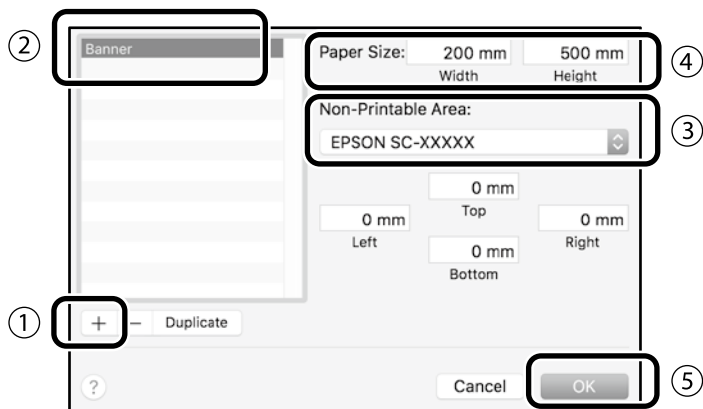 ②
Banner
Paper Size: 200 mm 500 mm
Width Height
④
Non-Printable Area:
EPSON SC-XXXXX
③
0 mm
Top
0 mm 0 mm
Left Right
0 mm
Bottom
①
+ − Duplicate
? Cancel OK
⑤